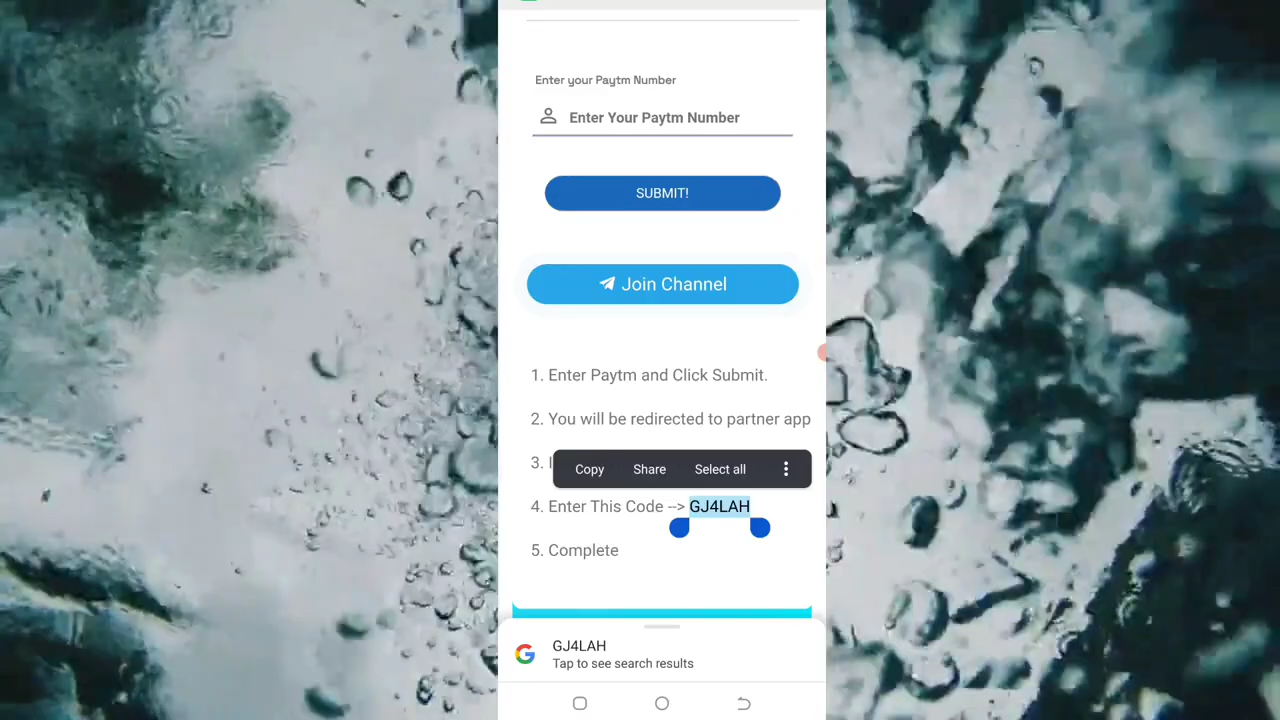 Enter your Paytm Number
Enter Your Paytm Number
SUBMIT!
Join Channel
1. Enter Paytm and Click Submit.
2. You will be redirected to partner app
3.
Copy Share Select all
4. Enter This Code --> GJ4LAH
5. Complete
GJ4LAH
Tap to see search results